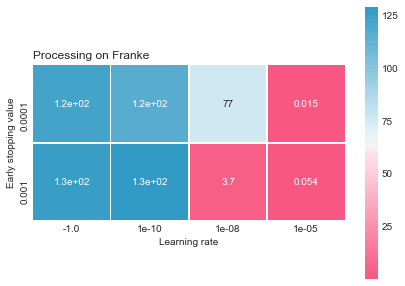 Processing on Franke
Early stopping value
0.0001
0.001
1.2e+02 1.2e+02 77 0.015
1.3e+02 1.3e+02 3.7 0.054
-1.0 1e-10 1e-08 1e-05
Learning rate
125
100
75
50
25